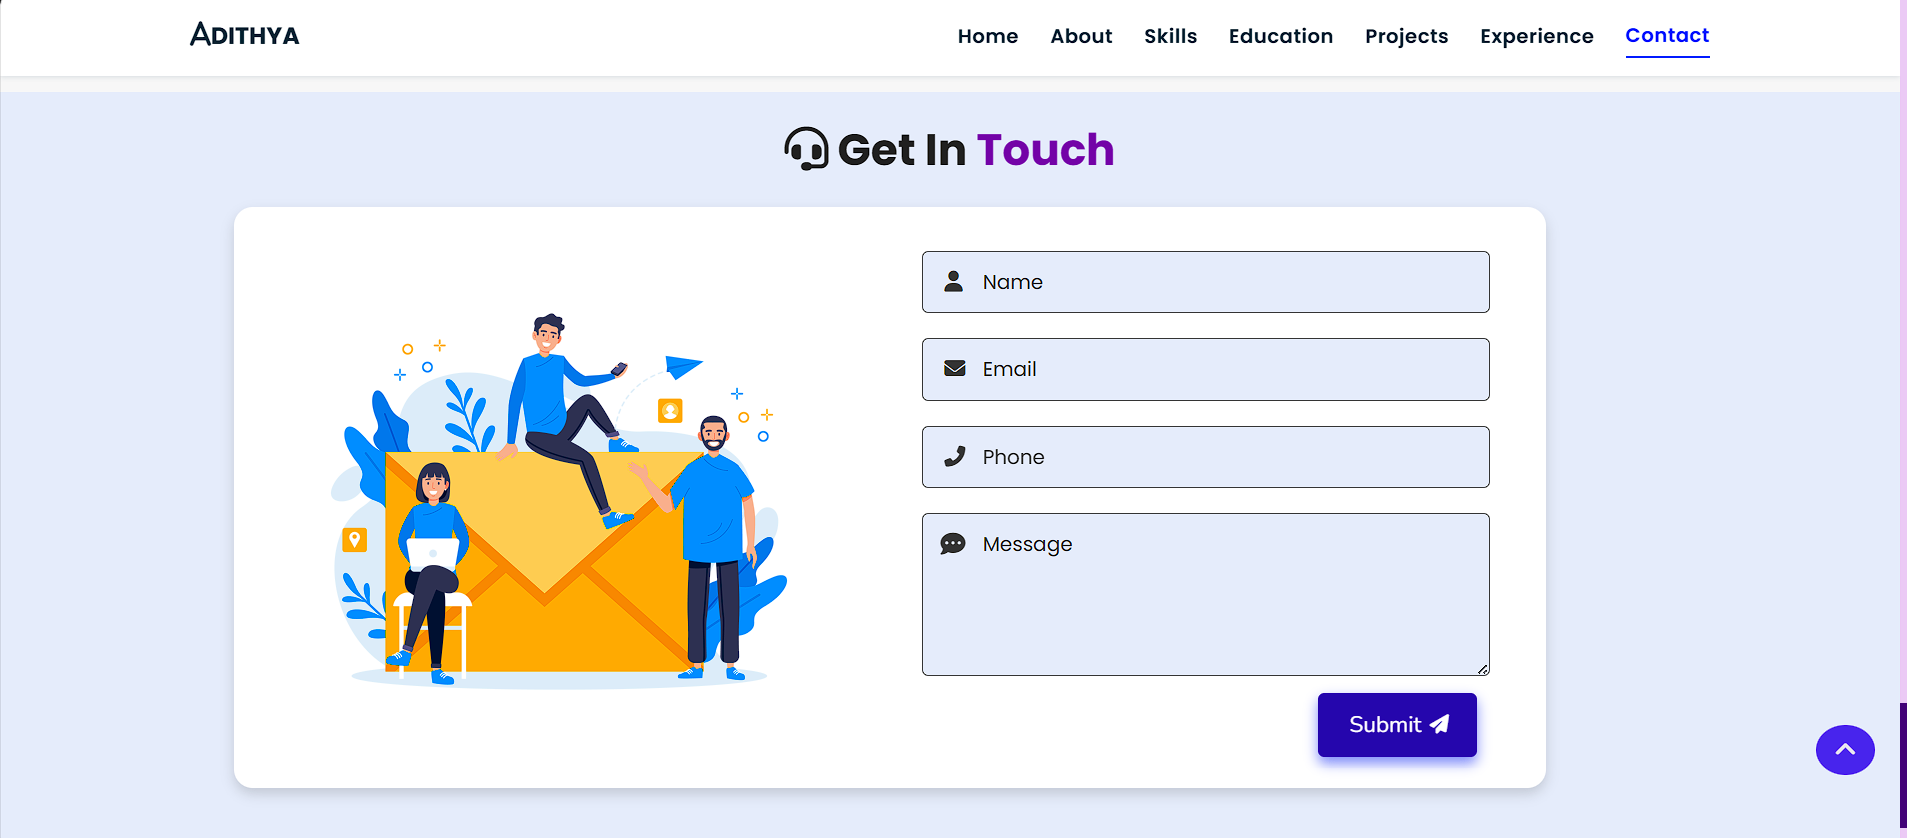 ADITHYA
Home About Skills Education Projects Experience Contact
Get In Touch
Name
Email
Phone
Message
Submit